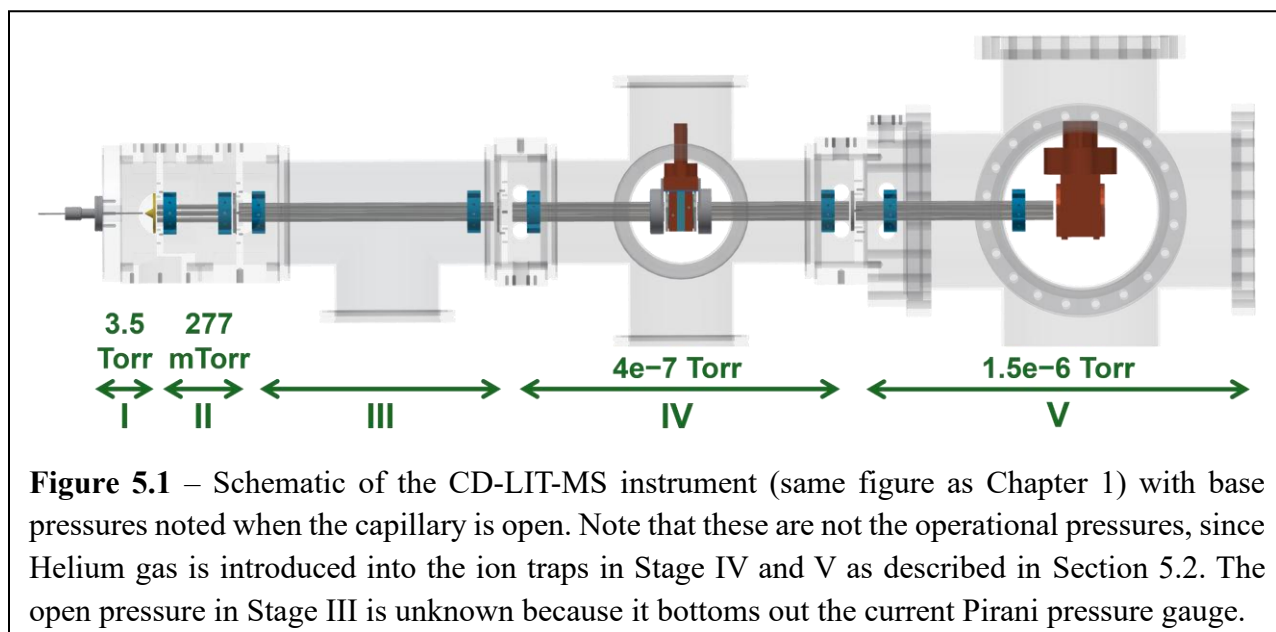 3.5 Torr
277 mTorr
4e−7 Torr
1.5e−6 Torr
I
II
III
IV
V
Figure 5.1 – Schematic of the CD-LIT-MS instrument (same figure as Chapter 1) with base
pressures noted when the capillary is open. Note that these are not the operational pressures, since
Helium gas is introduced into the ion traps in Stage IV and V as described in Section 5.2. The
open pressure in Stage III is unknown because it bottoms out the current Pirani pressure gauge.